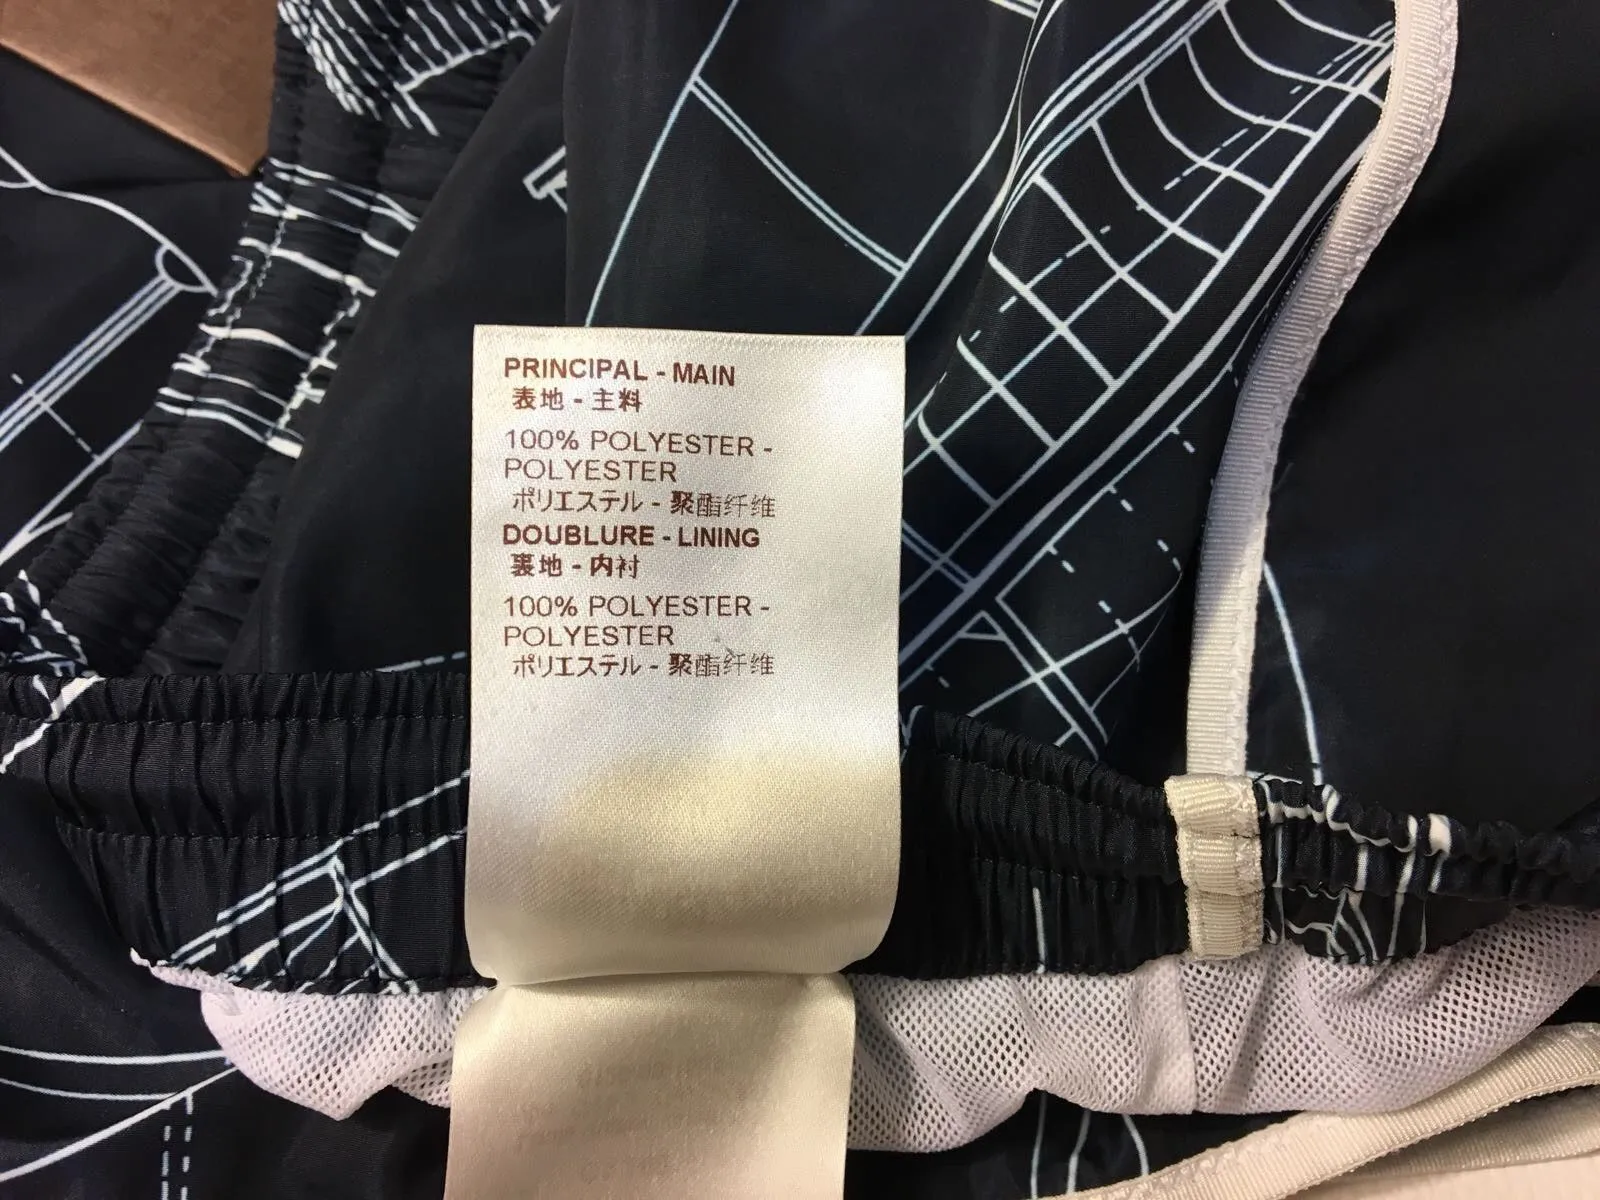 PRINCIPAL - MAIN
表地 - 主料
100% POLYESTER -
POLYESTER
ポリエステル - 聚酯纤维
DOUBLURE - LINING
裏地 - 内衬
100% POLYESTER -
POLYESTER
ポリエステル - 聚酯纤维